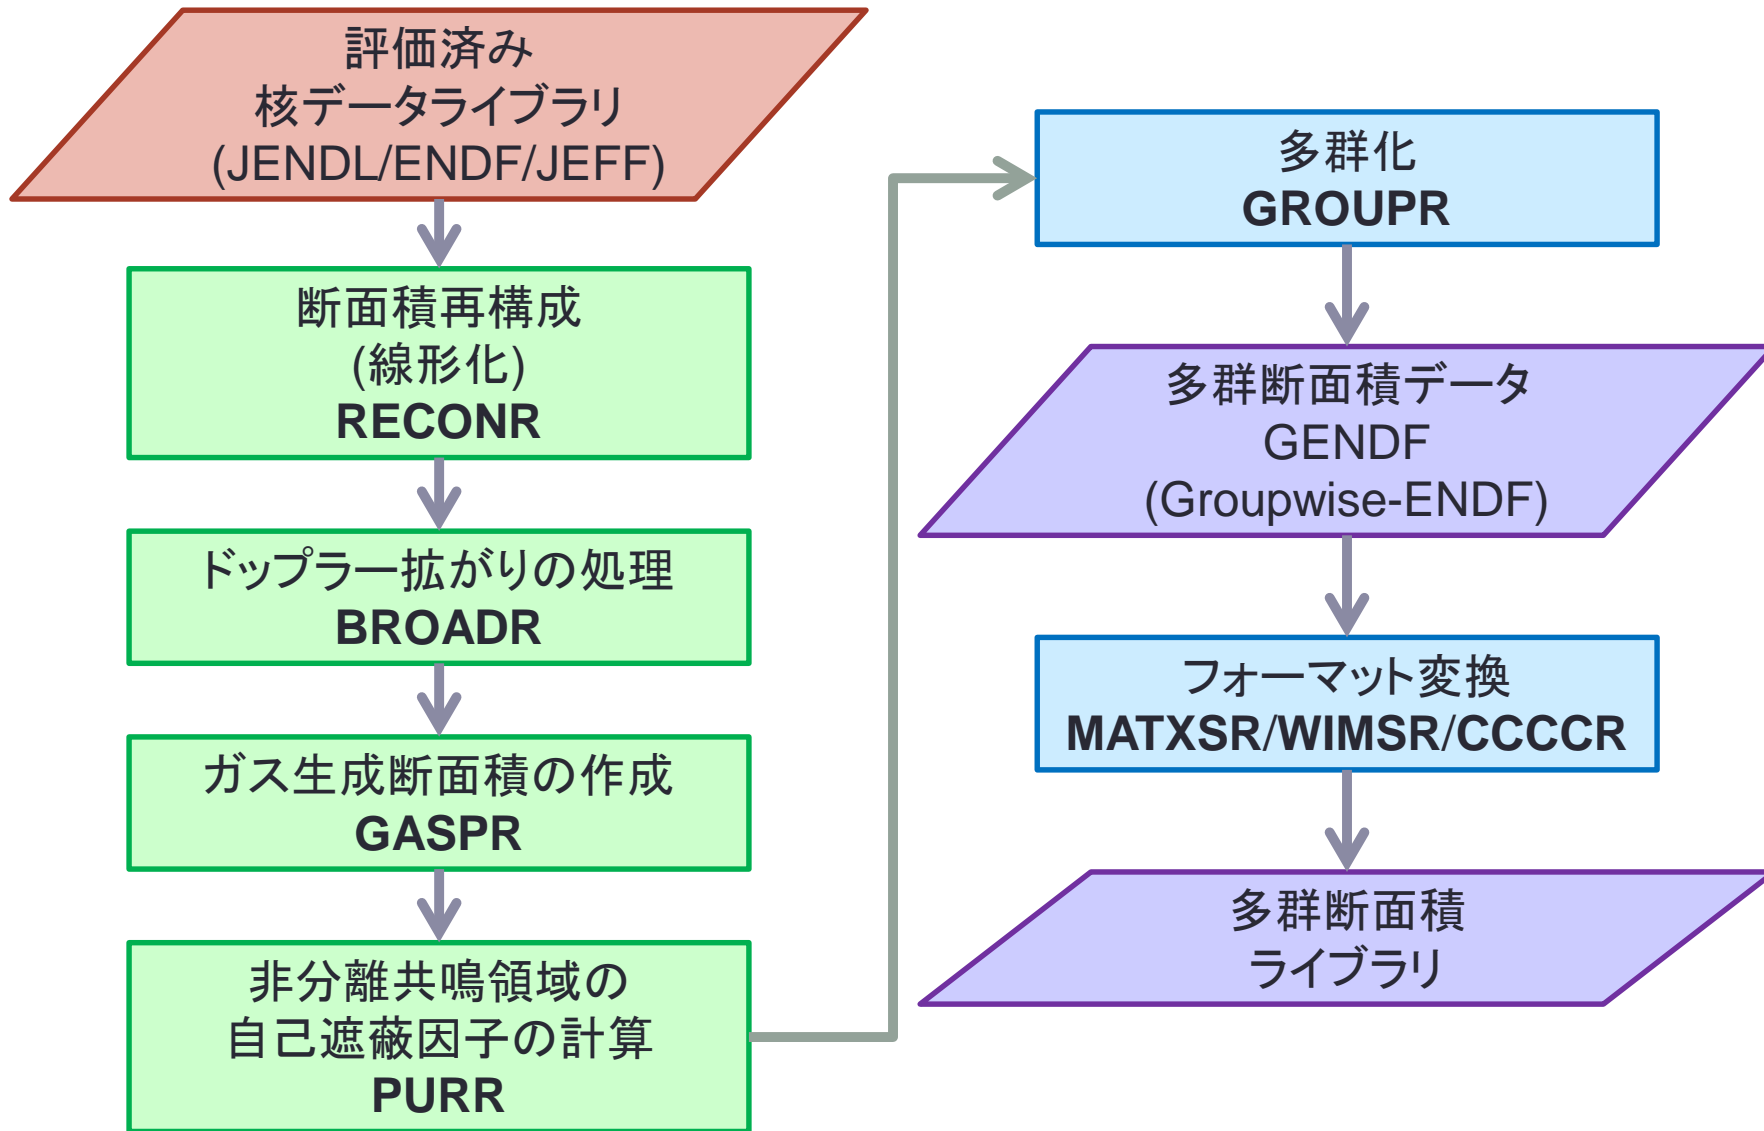 評価済み
核データライブラリ
(JENDL/ENDF/JEFF)
断面積再構成
(線形化)
RECONR
ドップラー拡がりの処理
BROADR
ガス生成断面積の作成
GASPR
非分離共鳴領域の
自己遮蔽因子の計算
PURR
多群化
GROUPR
多群断面積データ
GENDF
(Groupwise-ENDF)
フォーマット変換
MATXSR/WIMSR/CCCCR
多群断面積
ライブラリ